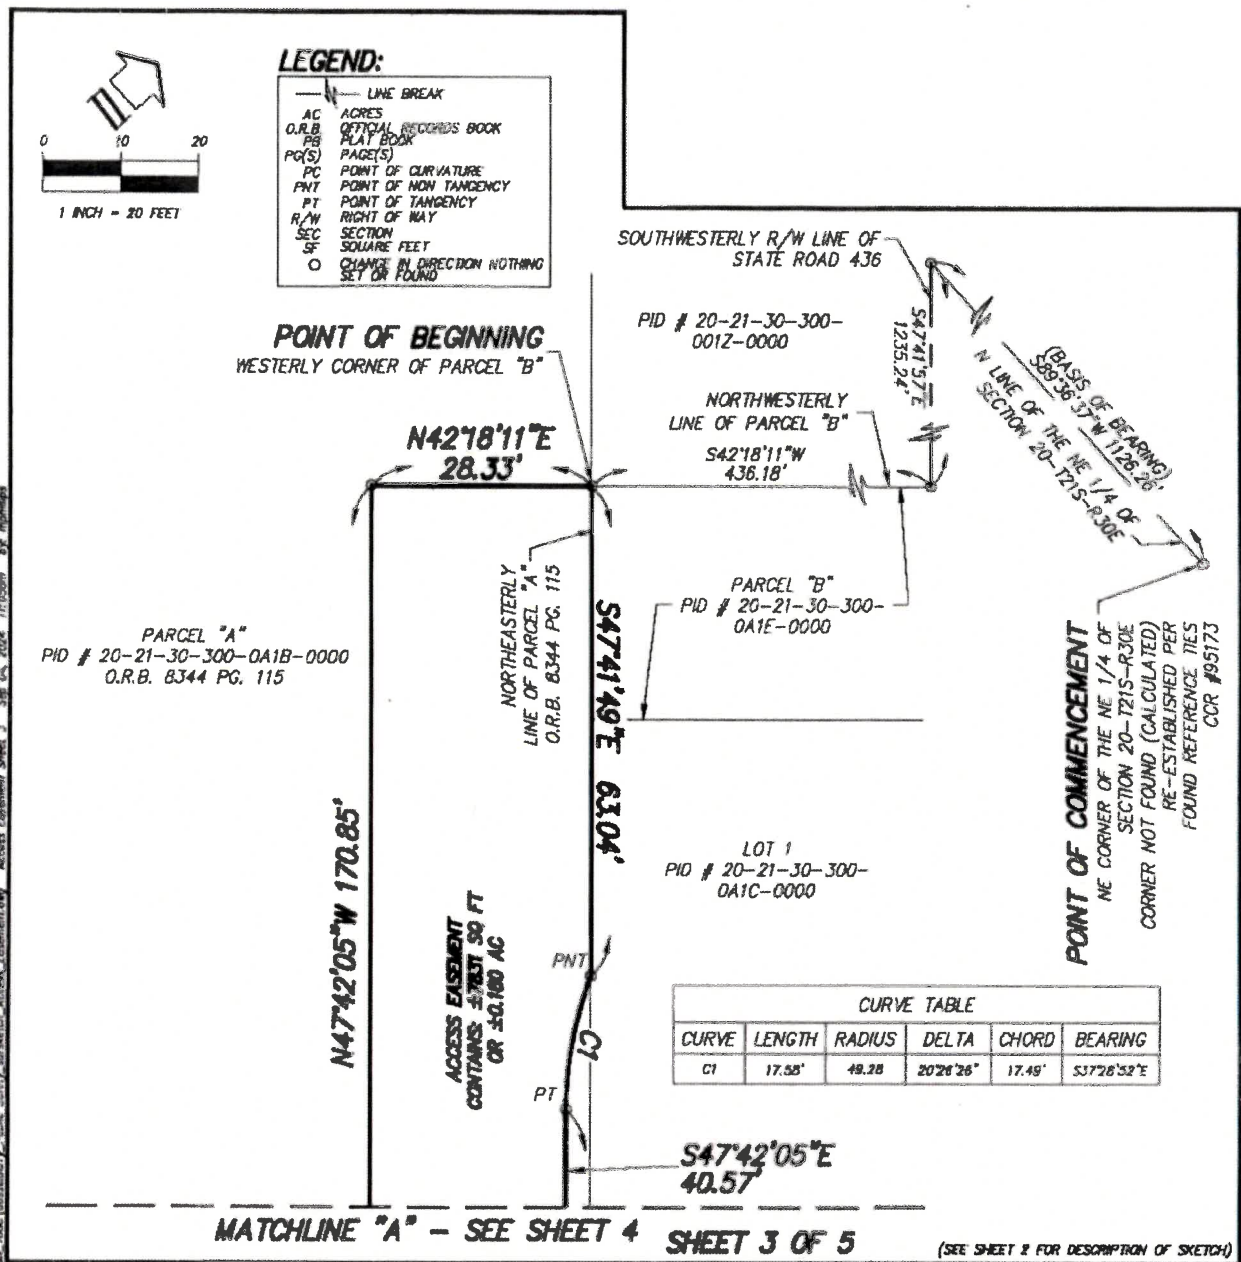 LEGEND:
LINE BREAK
AC ACRES
O.R.B. OFFICIAL RECORDS BOOK
PB PLAT BOOK
PG(S) PAGE(S)
PC POINT OF CURVATURE
PNT POINT OF NON TANGENCY
PT POINT OF TANGENCY
R/W RIGHT OF WAY
SEC SECTION
SF SQUARE FEET
O CHANGE IN DIRECTION NOTHING
SET OR FOUND
0 10 20
1 INCH = 20 FEET
SOUTHWESTERLY R/W LINE OF
STATE ROAD 436
PID # 20-21-30-300-
001Z-0000
S47°41'57"E
1235.24'
(BASIS OF BEARING)
S89°36'37"W 1126.26'
N LINE OF THE NE 1/4 OF
SECTION 20-T21S-R30E
POINT OF BEGINNING
WESTERLY CORNER OF PARCEL "B"
NORTHWESTERLY
LINE OF PARCEL "B"
S42°18'11"W
436.18'
N42°18'11"E
28.33'
NORTHEASTERLY
LINE OF PARCEL "A"
O.R.B. 8344 PG. 115
S47°41'49"E 63.04'
PARCEL "B"
PID # 20-21-30-300-
0A1E-0000
PARCEL "A"
PID # 20-21-30-300-0A1B-0000
O.R.B. 8344 PG. 115
POINT OF COMMENCEMENT
NE CORNER OF THE NE 1/4 OF
SECTION 20-T21S-R30E
CORNER NOT FOUND (CALCULATED)
RE-ESTABLISHED PER
FOUND REFERENCE TIES
CCR #95173
N47°42'05"W 170.85'
LOT 1
PID # 20-21-30-300-
0A1C-0000
ACCESS EASEMENT
CONTAINS: ±7831 SQ FT
OR ±0.180 AC
PNT
C1
PT
CURVE TABLE
CURVE LENGTH RADIUS DELTA CHORD BEARING
C1 17.58' 49.28 20°26'26" 17.49' S37°28'52"E
S47°42'05"E
40.57'
MATCHLINE "A" - SEE SHEET 4
SHEET 3 OF 5
(SEE SHEET 2 FOR DESCRIPTION OF SKETCH)